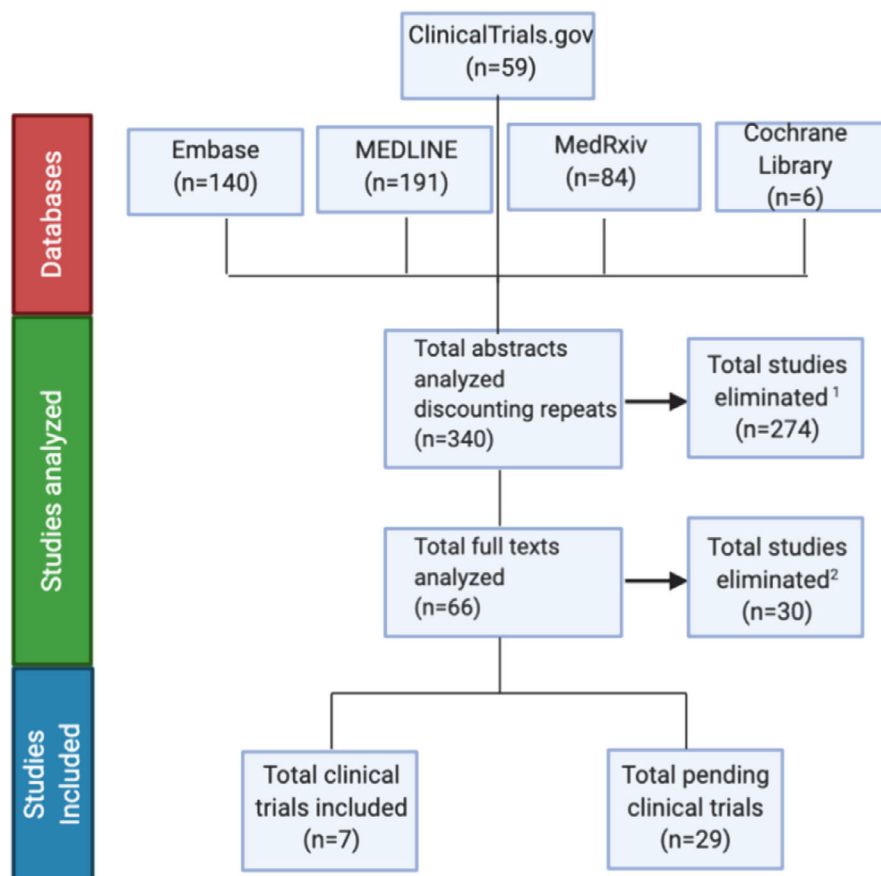 ClinicalTrials.gov
(n=59)
Databases
Embase
(n=140)
MEDLINE
(n=191)
MedRxiv
(n=84)
Cochrane
Library
(n=6)
Studies analyzed
Total abstracts
analyzed
discounting repeats
(n=340)
Total studies
eliminated 1
(n=274)
Total full texts
analyzed
(n=66)
Total studies
eliminated2
(n=30)
Studies
Included
Total clinical
trials included
(n=7)
Total pending
clinical trials
(n=29)